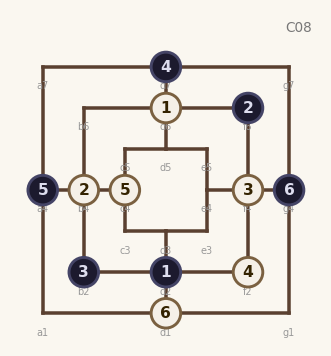 C08
4
a7 d7 g7
1 2
b6 d6 f6
c5 d5 e5
5 2 5 3 6
a4 b4 c4 e4 f4 g4
c3 d3 e3
3 1 4
b2 d2 f2
6
a1 d1 g1